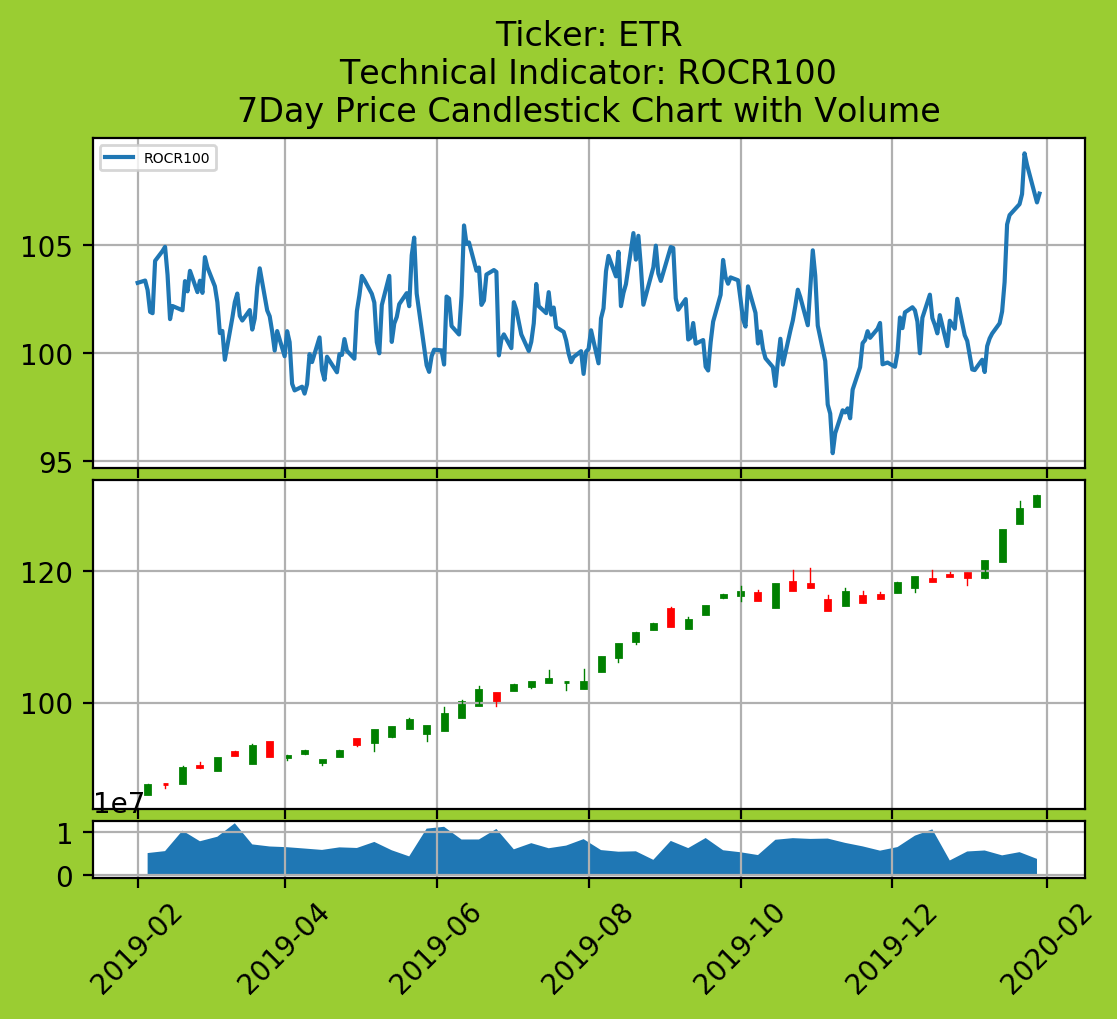 Ticker: ETR
Technical Indicator: ROCR100
7Day Price Candlestick Chart with Volume
ROCR100
105
100
95
120
100
1e7
1
0
2019-02
2019-04
2019-06
2019-08
2019-10
2019-12
2020-02